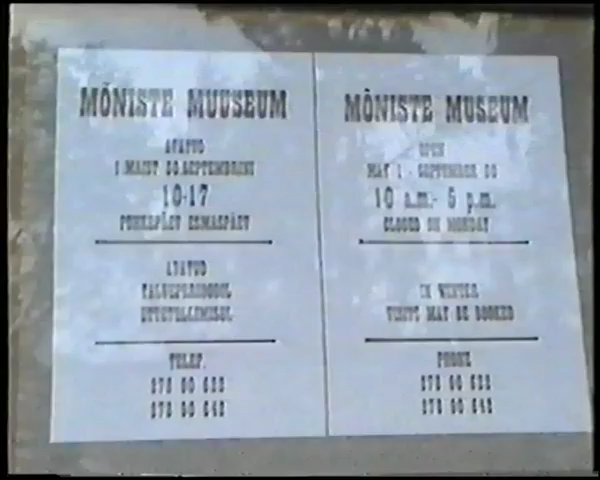 MÕNISTE MUUSEUM
AVATUD
1.MAIST 30.SEPTEMBRINI
10-17
PUHKEPÄEV ESMASPÄEV
AVATUD
TALVEPERIOODIL
ETTETELLIMISEL
TELEF.
MÕNISTE MUSEUM
OPEN
MAY 1 - SEPTEMBER 30
10 a.m.- 5 p.m.
CLOSED ON MONDAY
IN WINTER
VISITS MAY BE BOOKED
PHONE